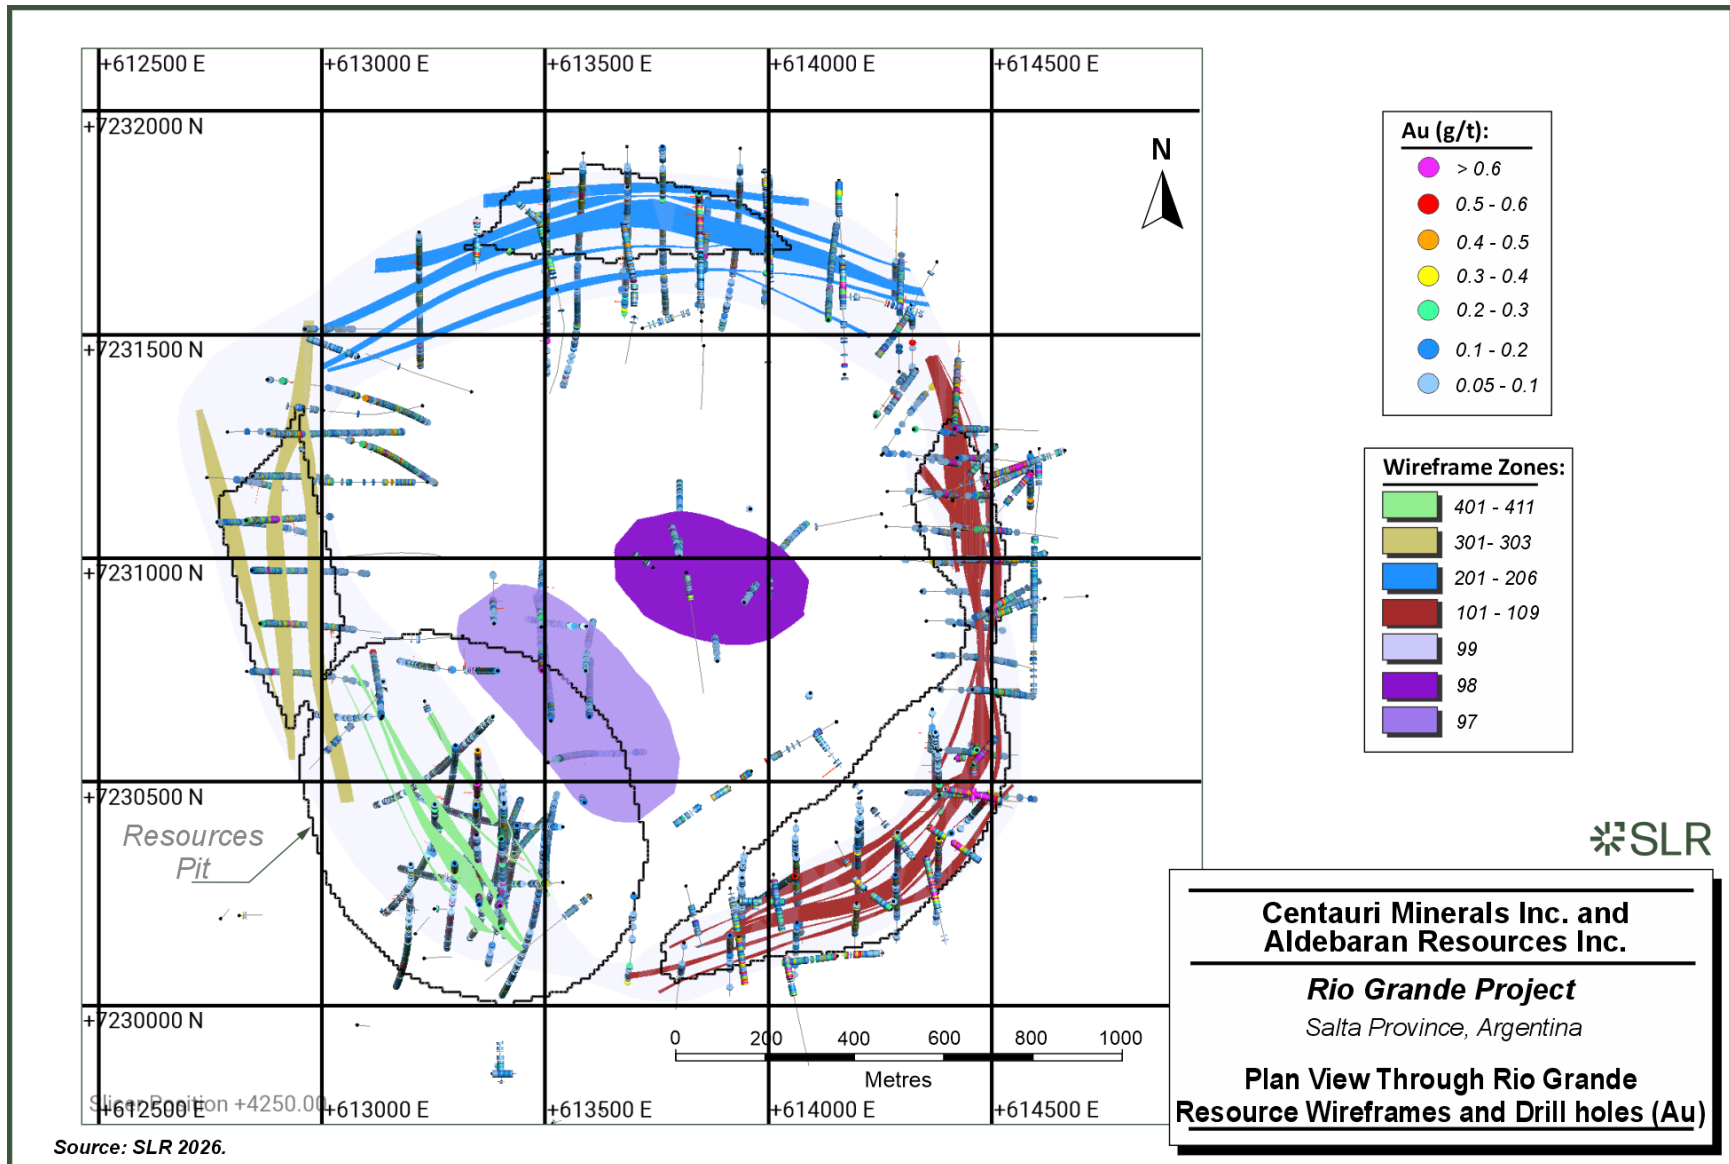 +612500 E
+613000 E
+613500 E
+614000 E
+614500 E
+7232000 N
N
+7231500 N
+7231000 N
+7230500 N
+7230000 N
Resources
Pit
0 200 400 600 800 1000
Metres
Slicer Position +4250.00
+612500 E
+613000 E
+613500 E
+614000 E
+614500 E
Au (g/t):
> 0.6
0.5 - 0.6
0.4 - 0.5
0.3 - 0.4
0.2 - 0.3
0.1 - 0.2
0.05 - 0.1
Wireframe Zones:
401 - 411
301- 303
201 - 206
101 - 109
99
98
97
SLR
Centauri Minerals Inc. and
Aldebaran Resources Inc.
Rio Grande Project
Salta Province, Argentina
Plan View Through Rio Grande
Resource Wireframes and Drill holes (Au)
Source: SLR 2026.